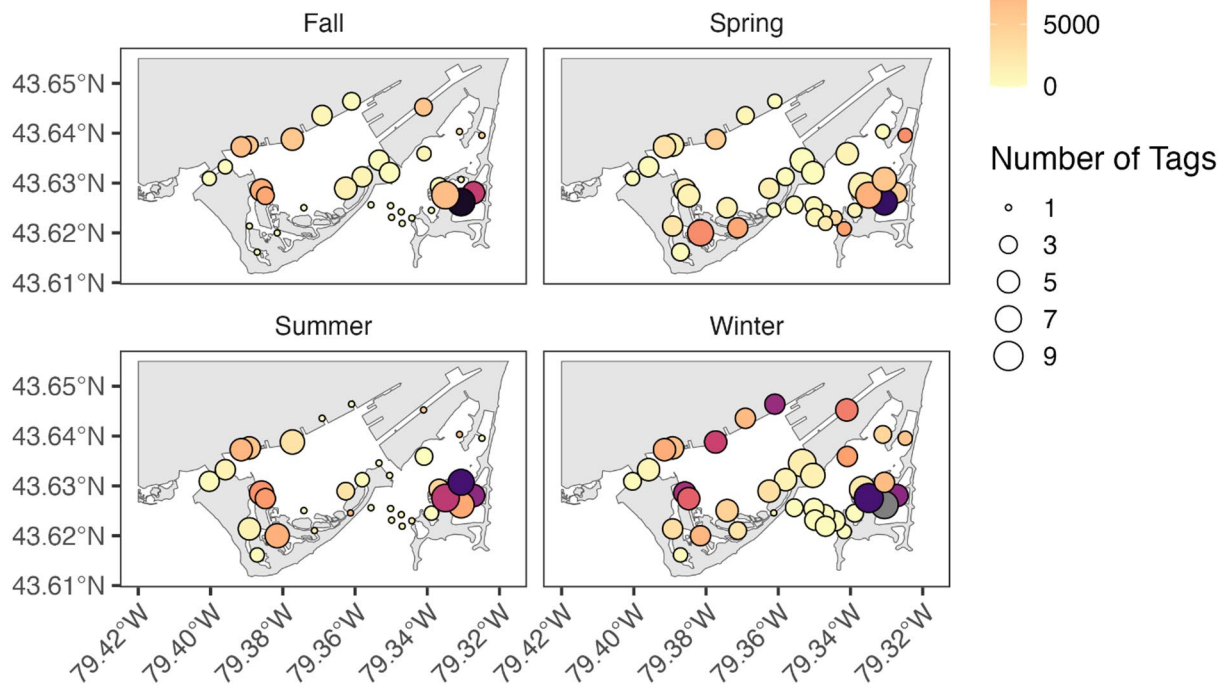 Fall
Spring
5000
0
43.65°N
43.64°N
43.63°N
43.62°N
43.61°N
Number of Tags
1
3
5
7
9
Summer
Winter
43.65°N
43.64°N
43.63°N
43.62°N
43.61°N
79.42°W
79.40°W
79.38°W
79.36°W
79.34°W
79.32°W
79.42°W
79.40°W
79.38°W
79.36°W
79.34°W
79.32°W